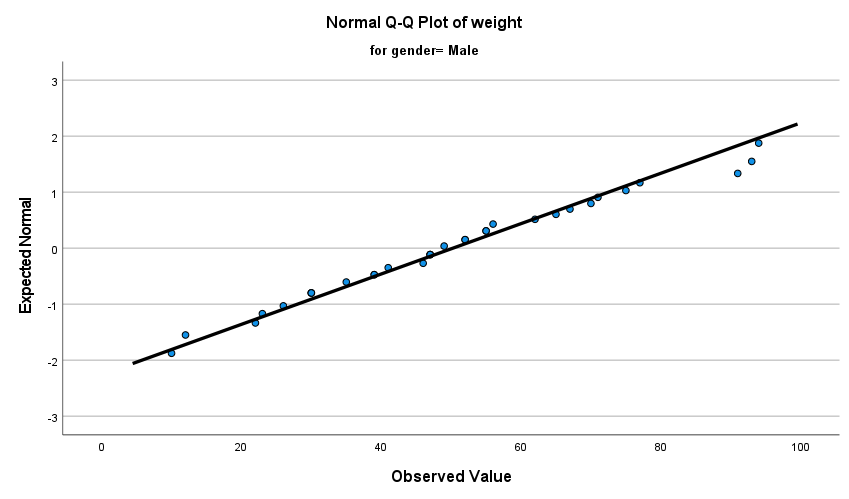 Normal Q-Q Plot of weight
for gender= Male
Expected Normal
3
2
1
0
-1
-2
-3
0 20 40 60 80 100
Observed Value